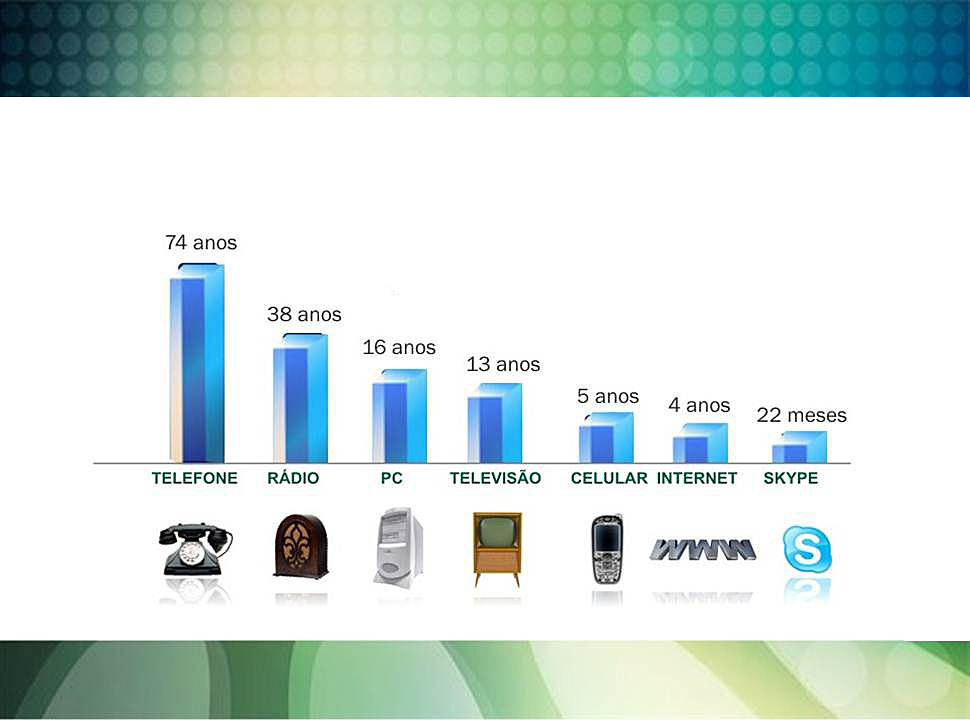 74 anos
38 anos
16 anos
13 anos
5 anos
4 anos
22 meses
TELEFONE RÁDIO PC TELEVISÃO CELULAR INTERNET SKYPE
WWW
S